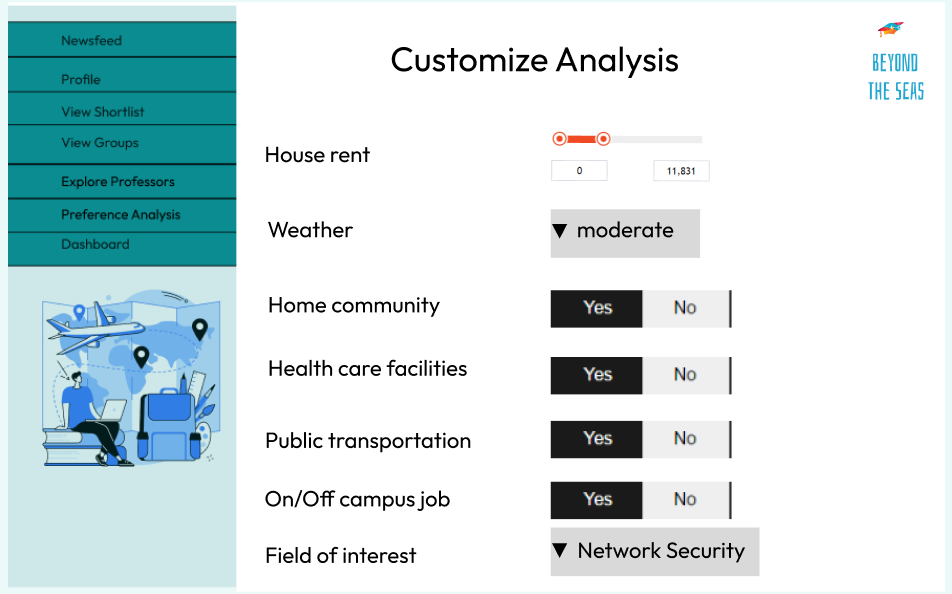 Newsfeed
Profile
View Shortlist
View Groups
Explore Professors
Preference Analysis
Dashboard
Customize Analysis
BEYOND
THE SEAS
House rent
0 11,831
Weather
▼ moderate
Home community
Yes No
Health care facilities
Yes No
Public transportation
Yes No
On/Off campus job
Yes No
Field of interest
▼ Network Security